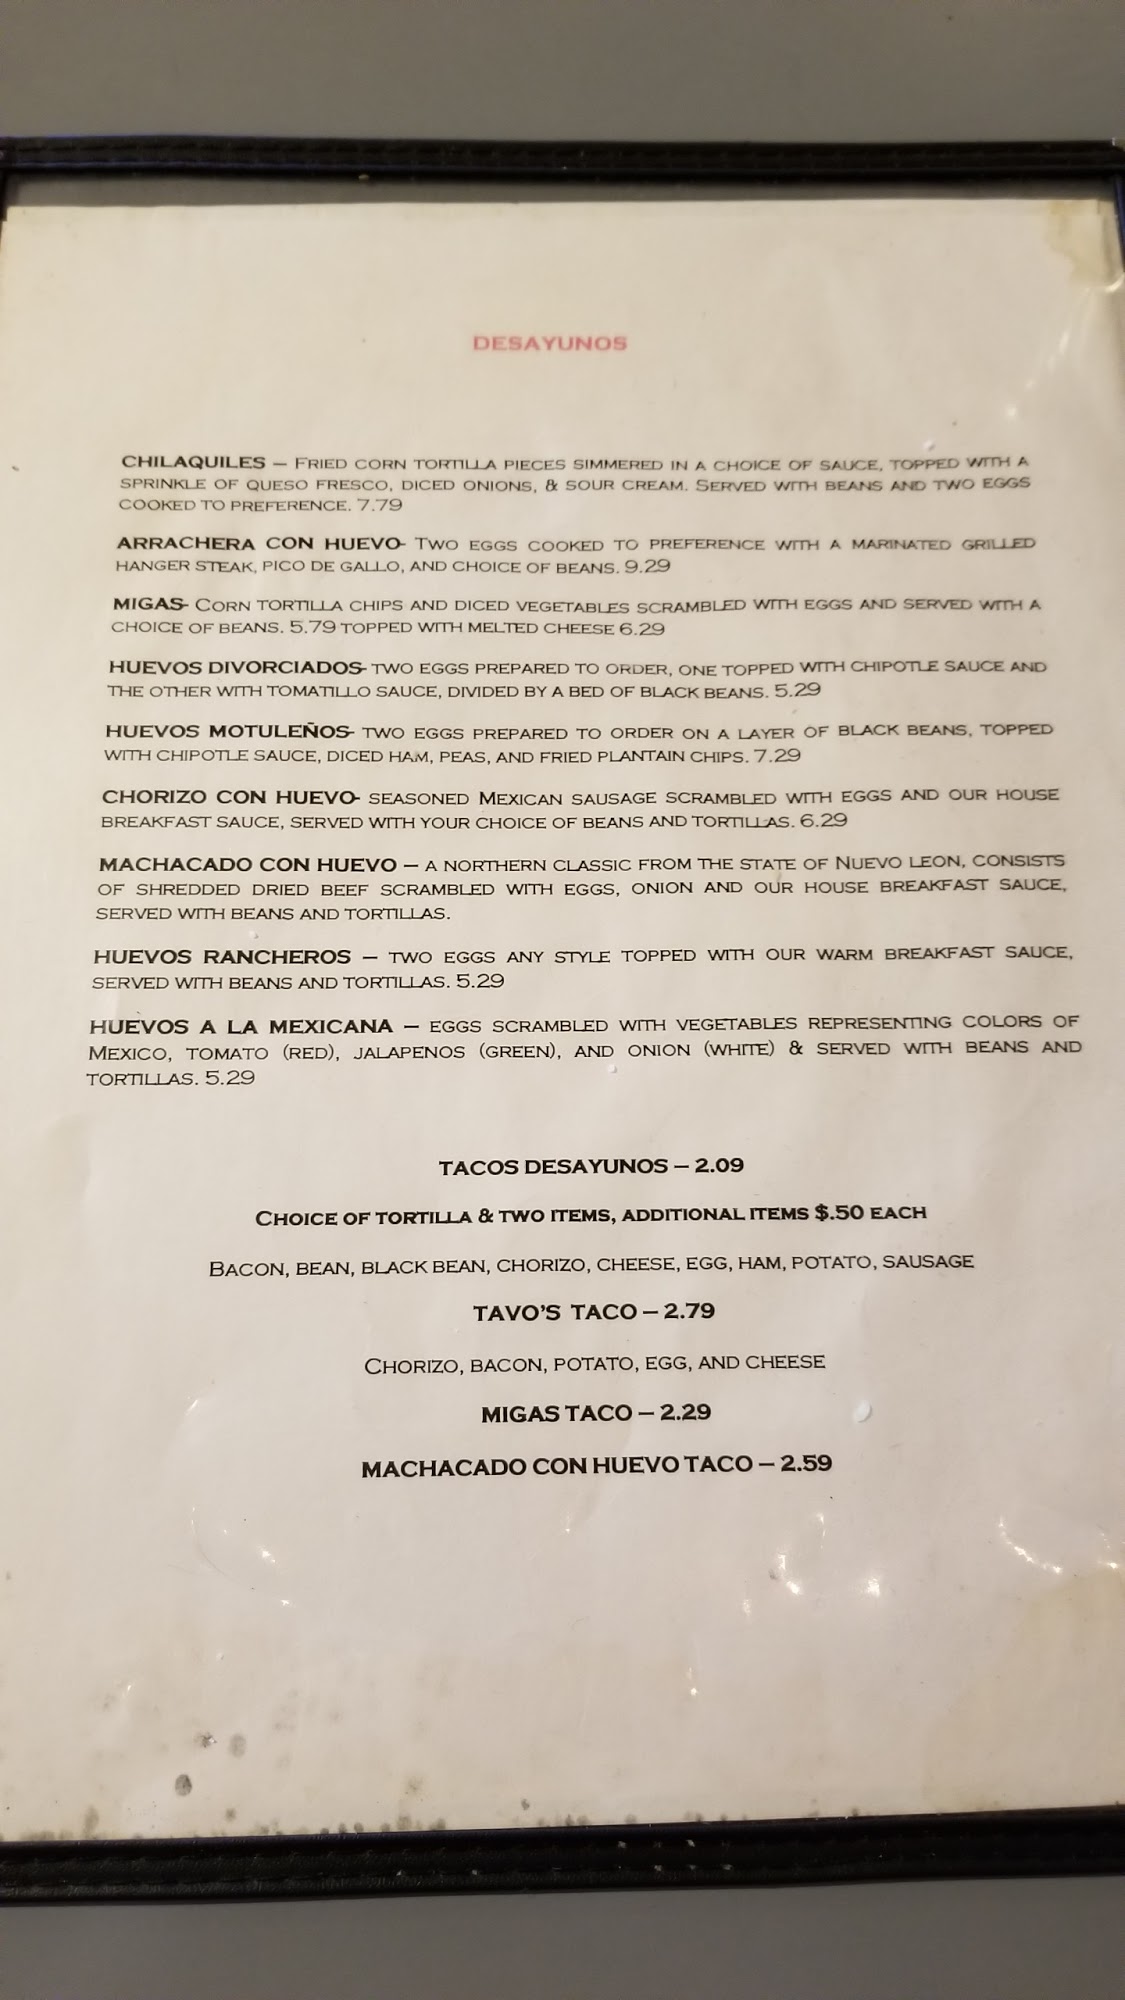 DESAYUNOS
CHILAQUILES – FRIED CORN TORTILLA PIECES SIMMERED IN A CHOICE OF SAUCE, TOPPED WITH A
SPRINKLE OF QUESO FRESCO, DICED ONIONS, & SOUR CREAM. SERVED WITH BEANS AND TWO EGGS
COOKED TO PREFERENCE. 7.79
ARRACHERA CON HUEVO- TWO EGGS COOKED TO PREFERENCE WITH A MARINATED GRILLED
HANGER STEAK, PICO DE GALLO, AND CHOICE OF BEANS. 9.29
MIGAS- CORN TORTILLA CHIPS AND DICED VEGETABLES SCRAMBLED WITH EGGS AND SERVED WITH A
CHOICE OF BEANS. 5.79 TOPPED WITH MELTED CHEESE 6.29
HUEVOS DIVORCIADOS- TWO EGGS PREPARED TO ORDER, ONE TOPPED WITH CHIPOTLE SAUCE AND
THE OTHER WITH TOMATILLO SAUCE, DIVIDED BY A BED OF BLACK BEANS. 5.29
HUEVOS MOTULEÑOS- TWO EGGS PREPARED TO ORDER ON A LAYER OF BLACK BEANS, TOPPED
WITH CHIPOTLE SAUCE, DICED HAM, PEAS, AND FRIED PLANTAIN CHIPS. 7.29
CHORIZO CON HUEVO- SEASONED MEXICAN SAUSAGE SCRAMBLED WITH EGGS AND OUR HOUSE
BREAKFAST SAUCE, SERVED WITH YOUR CHOICE OF BEANS AND TORTILLAS. 6.29
MACHACADO CON HUEVO – A NORTHERN CLASSIC FROM THE STATE OF NUEVO LEON, CONSISTS
OF SHREDDED DRIED BEEF SCRAMBLED WITH EGGS, ONION AND OUR HOUSE BREAKFAST SAUCE,
SERVED WITH BEANS AND TORTILLAS.
HUEVOS RANCHEROS – TWO EGGS ANY STYLE TOPPED WITH OUR WARM BREAKFAST SAUCE,
SERVED WITH BEANS AND TORTILLAS. 5.29
HUEVOS A LA MEXICANA – EGGS SCRAMBLED WITH VEGETABLES REPRESENTING COLORS OF
MEXICO, TOMATO (RED), JALAPENOS (GREEN), AND ONION (WHITE) & SERVED WITH BEANS AND
TORTILLAS. 5.29
TACOS DESAYUNOS – 2.09
CHOICE OF TORTILLA & TWO ITEMS, ADDITIONAL ITEMS $.50 EACH
BACON, BEAN, BLACK BEAN, CHORIZO, CHEESE, EGG, HAM, POTATO, SAUSAGE
TAVO'S TACO – 2.79
CHORIZO, BACON, POTATO, EGG, AND CHEESE
MIGAS TACO – 2.29
MACHACADO CON HUEVO TACO – 2.59